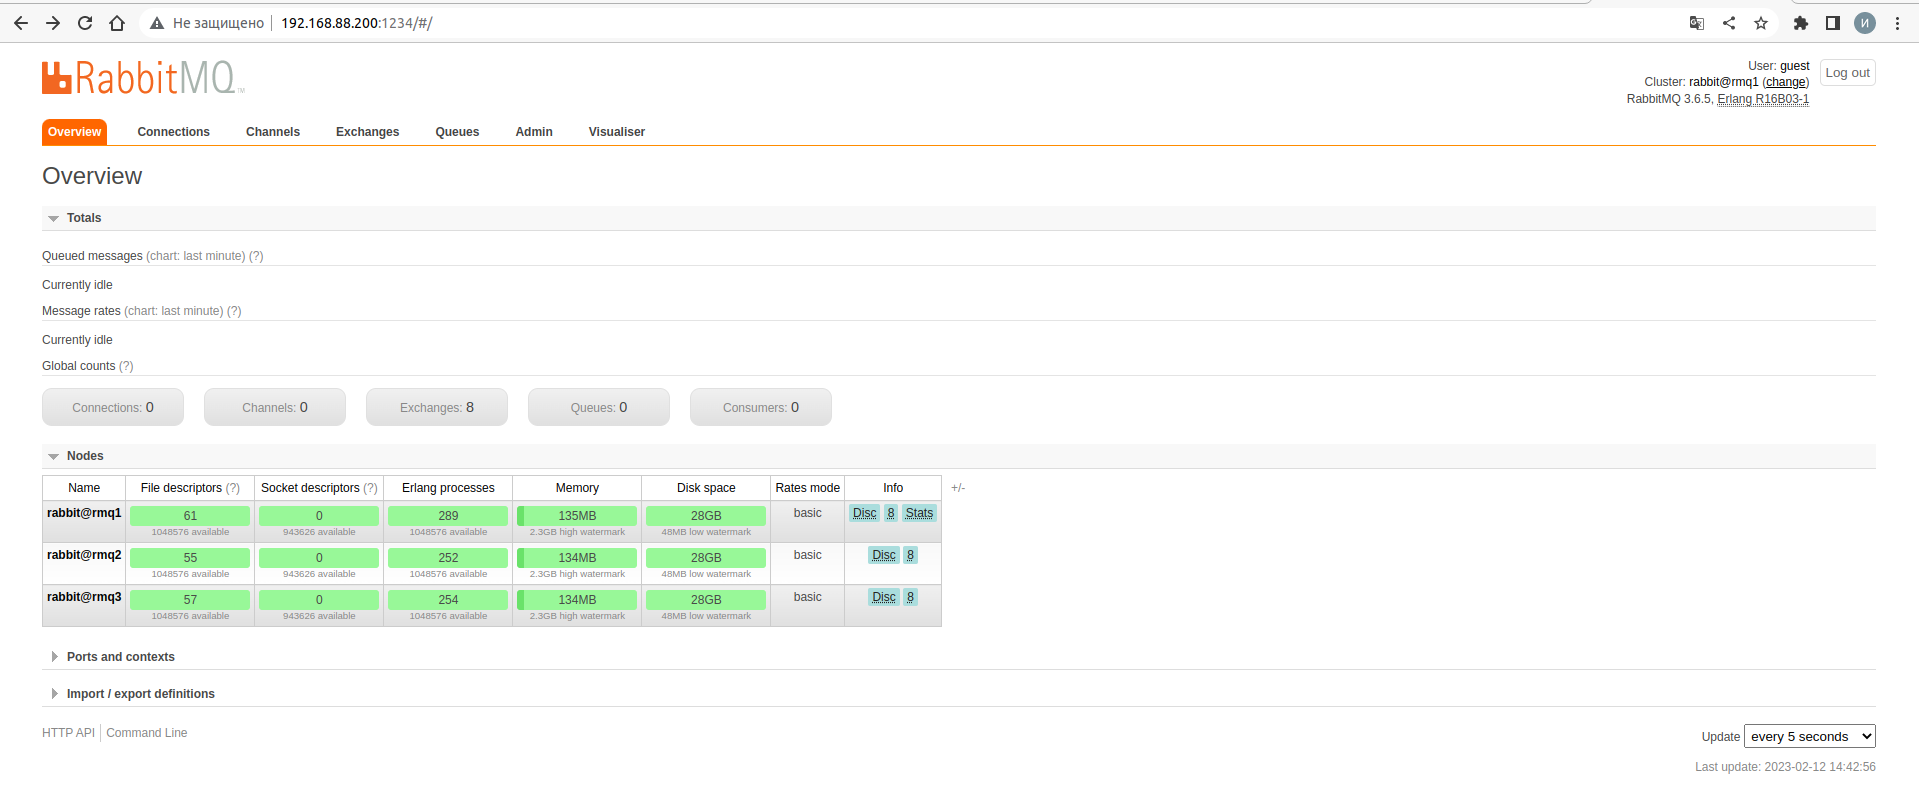 Не защищено 192.168.88.200:1234/#/
И
RabbitMQ TM
User: guest
Cluster: rabbit@rmq1 (change)
RabbitMQ 3.6.5, Erlang R16B03-1
Log out
Overview Connections Channels Exchanges Queues Admin Visualiser
Overview
Totals
Queued messages (chart: last minute) (?)
Currently idle
Message rates (chart: last minute) (?)
Currently idle
Global counts (?)
Connections: 0 Channels: 0 Exchanges: 8 Queues: 0 Consumers: 0
Nodes
Name File descriptors (?) Socket descriptors (?) Erlang processes Memory Disk space Rates mode Info +/-
rabbit@rmq1 61 0 289 135MB 28GB basic Disc 8 Stats
1048576 available 943626 available 1048576 available 2.3GB high watermark 48MB low watermark
rabbit@rmq2 55 0 252 134MB 28GB basic Disc 8
1048576 available 943626 available 1048576 available 2.3GB high watermark 48MB low watermark
rabbit@rmq3 57 0 254 134MB 28GB basic Disc 8
1048576 available 943626 available 1048576 available 2.3GB high watermark 48MB low watermark
Ports and contexts
Import / export definitions
HTTP API Command Line
Update every 5 seconds
Last update: 2023-02-12 14:42:56